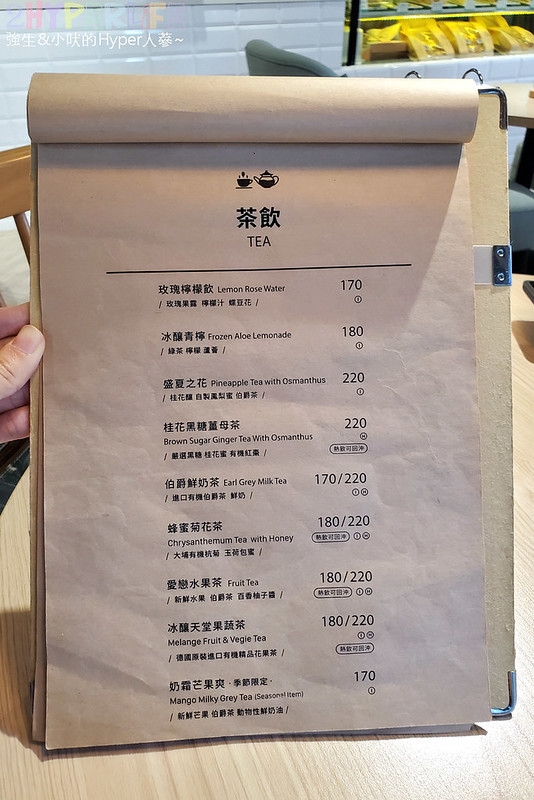 ZHYPERLIFE
強生&小吠的Hyper人蔘~
茶飲
TEA
玫瑰檸檬飲 Lemon Rose Water 170
/ 玫瑰果露 檸檬汁 蝶豆花 / I
冰釀青檸 Frozen Aloe Lemonade 180
/ 綠茶 檸檬 蘆薈 / I
盛夏之花 Pineapple Tea with Osmanthus 220
/ 桂花釀 自製鳳梨蜜 伯爵茶 / I
桂花黑糖薑母茶 220
Brown Sugar Ginger Tea With Osmanthus H
/ 嚴選黑糖 桂花蜜 有機紅棗 / 熱飲可回沖
伯爵鮮奶茶 Earl Grey Milk Tea 170/220
/ 進口有機伯爵茶 鮮奶 / I H
蜂蜜菊花茶 180/220
Chrysanthemum Tea with Honey 熱飲可回沖 I H
/ 大埔有機杭菊 玉荷包蜜 /
愛戀水果茶 Fruit Tea 180/220
/ 新鮮水果 伯爵茶 百香柚子醬 / 熱飲可回沖 I H
冰釀天堂果蔬茶 180/220
Melange Fruit & Vegie Tea I H
/ 德國原裝進口有機精品花果茶 / 熱飲可回沖
奶霜芒果爽 ·季節限定· 170
Mango Milky Grey Tea (Seasonal Item) I
/ 新鮮芒果 伯爵茶 動物性鮮奶油 /